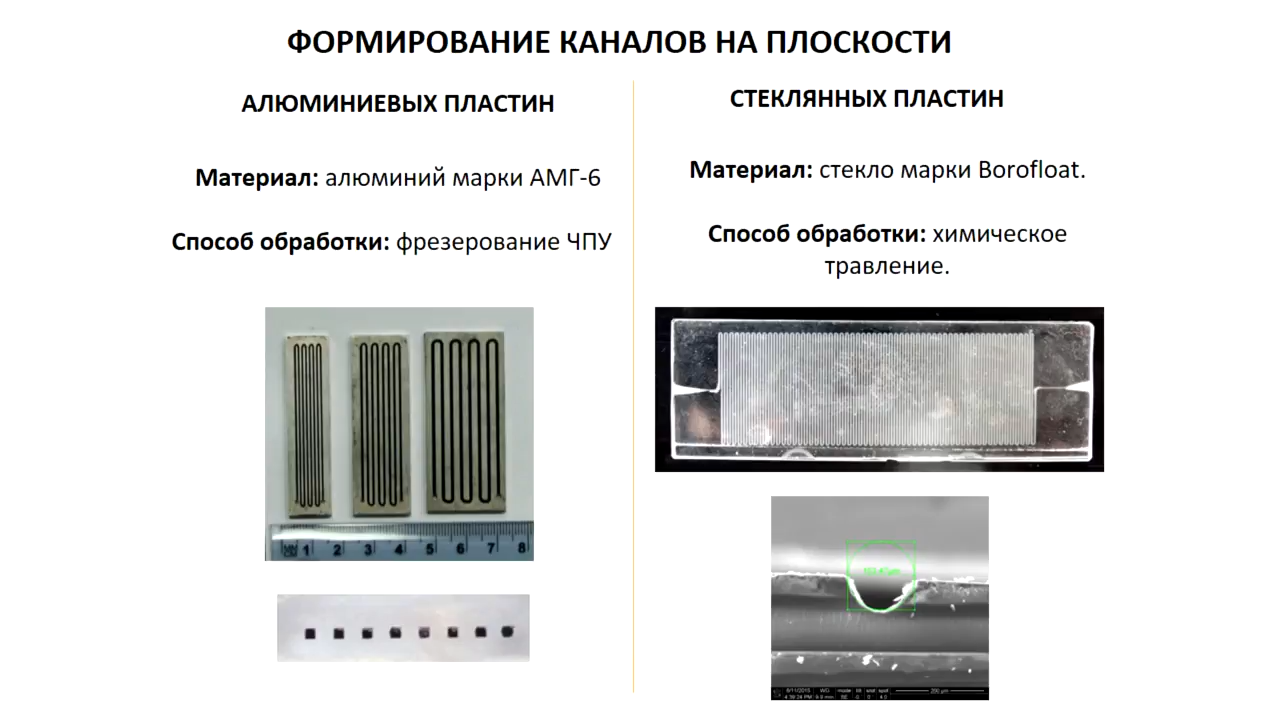 ФОРМИРОВАНИЕ КАНАЛОВ НА ПЛОСКОСТИ
АЛЮМИНИЕВЫХ ПЛАСТИН
Материал: алюминий марки АМГ-6
Способ обработки: фрезерование ЧПУ
1 2 3 4 5 6 7 8
СТЕКЛЯННЫХ ПЛАСТИН
Материал: стекло марки Borofloat.
Способ обработки: химическое
травление.